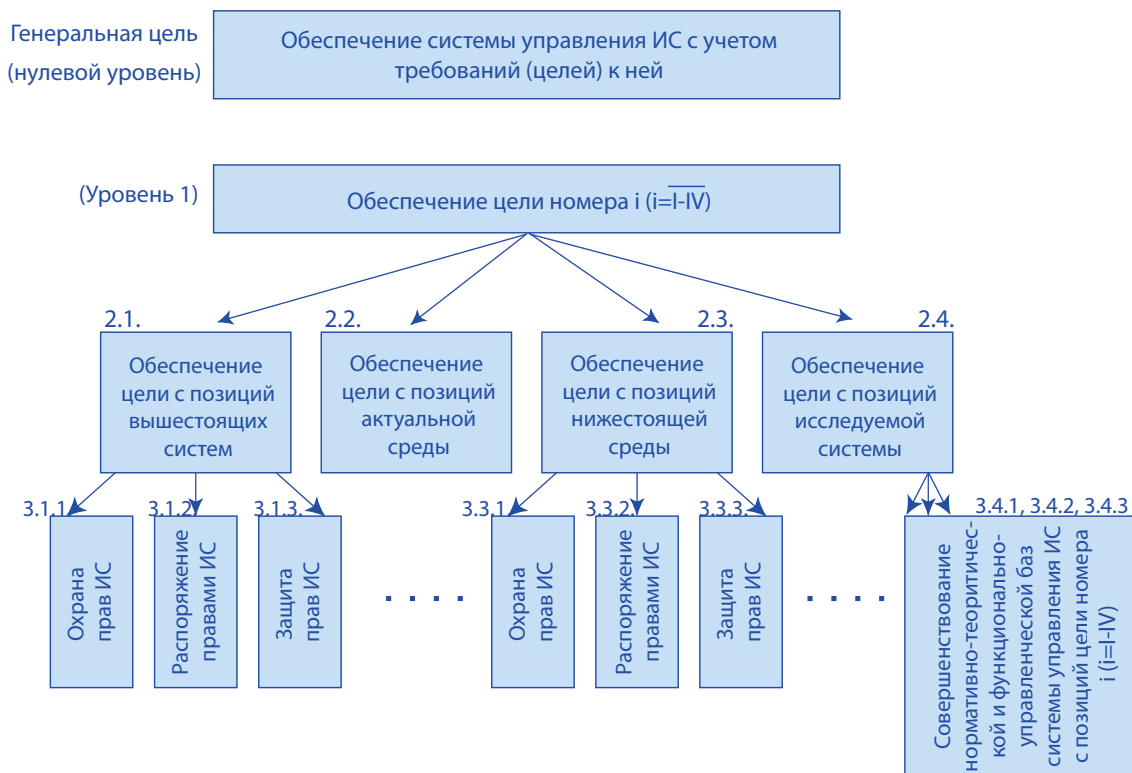 Генеральная цель
(нулевой уровень)
Обеспечение системы управления ИС с учетом
требований (целей) к ней
(Уровень 1)
Обеспечение цели номера i (i=I-IV)
2.1.
2.2.
2.3.
2.4.
Обеспечение
цели с позиций
вышестоящих
систем
Обеспечение
цели с позиций
актуальной
среды
Обеспечение
цели с позиций
нижестоящей
среды
Обеспечение
цели с позиций
исследуемой
системы
3.1.1
3.1.2.
3.1.3.
3.3.1
3.3.2.
3.3.3.
3.4.1, 3.4.2, 3.4.3
Охрана
прав ИС
Распоряжение
правами ИС
Защита
прав ИС
. . . .
Охрана
прав ИС
Распоряжение
правами ИС
Защита
прав ИС
. . . .
Совершенствование
нормативно-теоритичес-
кой и функционально-
управленческой баз
системы управления ИС
с позиций цели номера
i (i=I-IV)